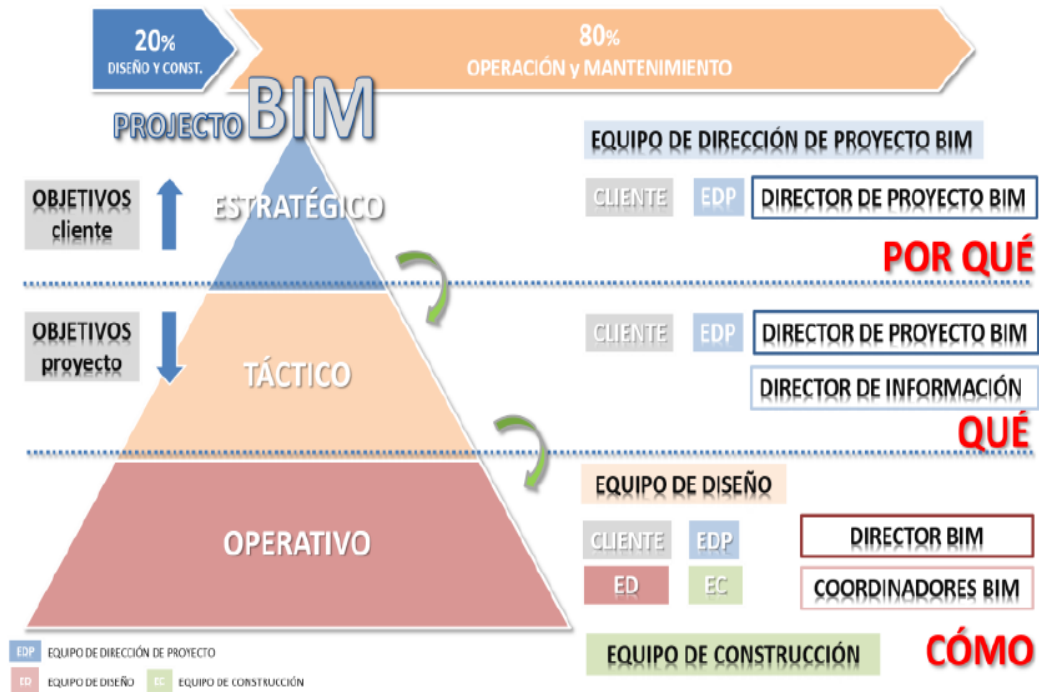 20%
DISEÑO Y CONST.
80%
OPERACIÓN y MANTENIMIENTO
PROJECTO BIM
EQUIPO DE DIRECCIÓN DE PROYECTO BIM
OBJETIVOS
cliente
ESTRATÉGICO
CLIENTE EDP DIRECTOR DE PROYECTO BIM
POR QUÉ
OBJETIVOS
proyecto
TÁCTICO
CLIENTE EDP DIRECTOR DE PROYECTO BIM
DIRECTOR DE INFORMACIÓN
QUÉ
EQUIPO DE DISEÑO
OPERATIVO
CLIENTE EDP DIRECTOR BIM
ED EC COORDINADORES BIM
EQUIPO DE CONSTRUCCIÓN CÓMO
EDP EQUIPO DE DIRECCIÓN DE PROYECTO
ED EQUIPO DE DISEÑO EC EQUIPO DE CONSTRUCCIÓN